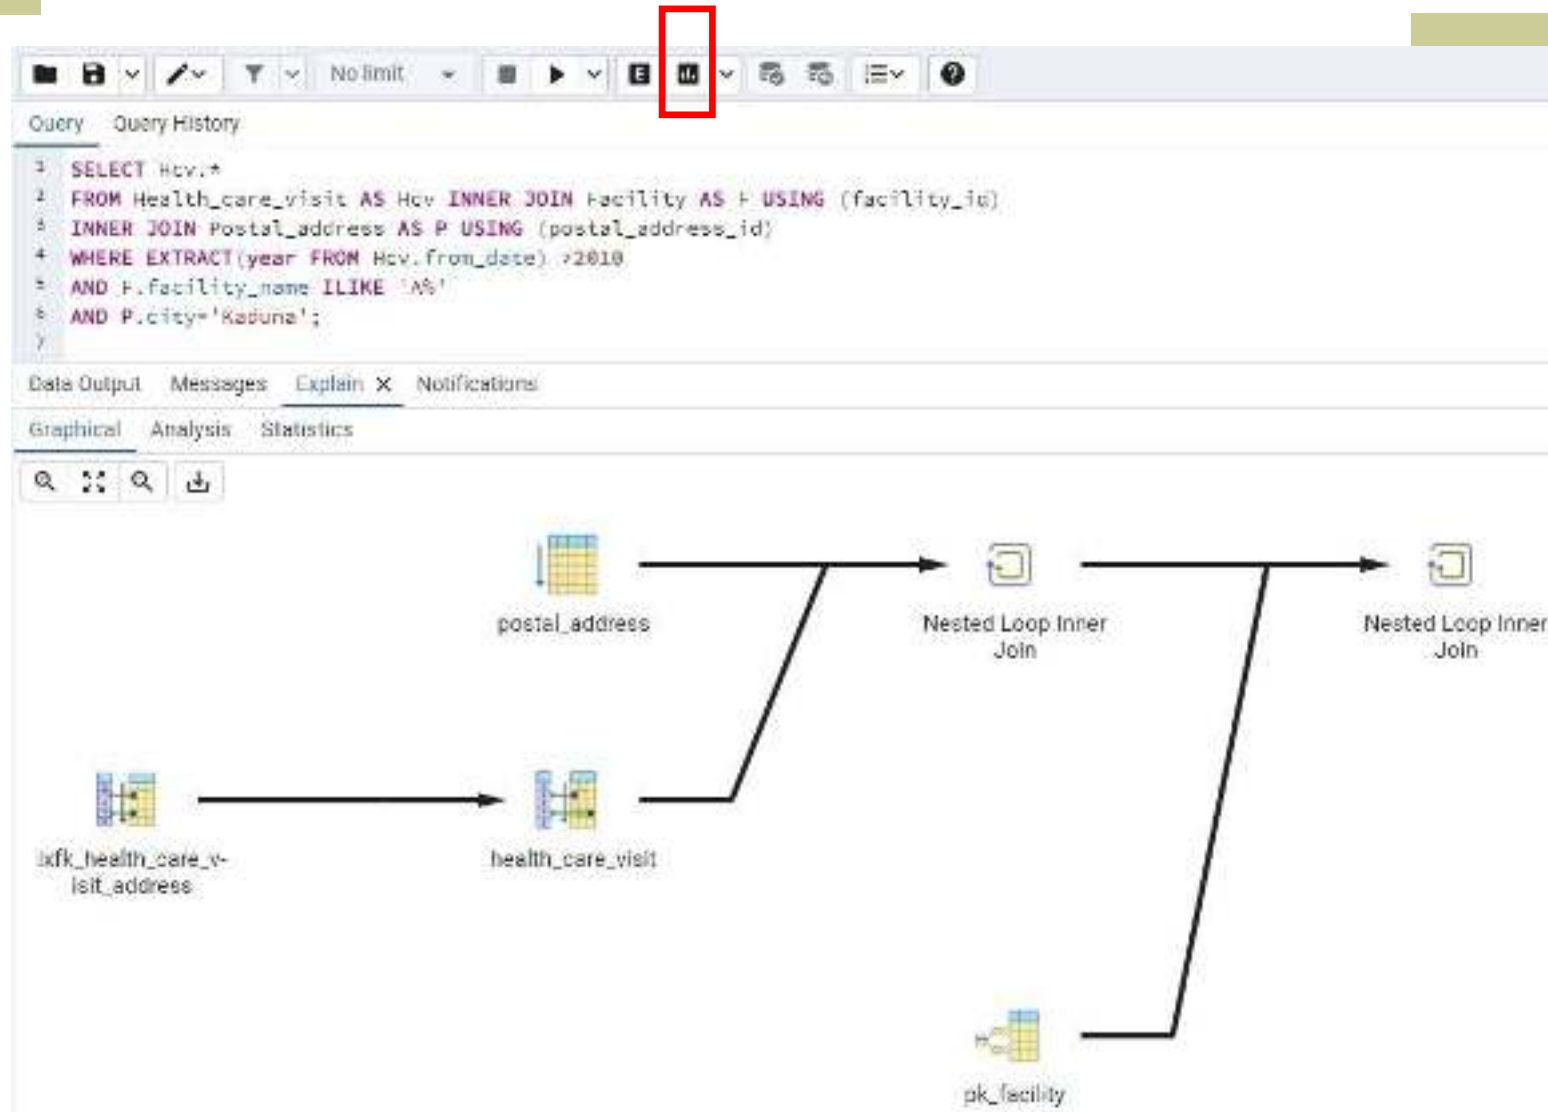 No limit
E
Query Query History
1 SELECT Hcv.*
2 FROM Health_care_visit AS Hcv INNER JOIN Facility AS F USING (facility_id)
3 INNER JOIN Postal_address AS P USING (postal_address_id)
4 WHERE EXTRACT(year FROM Hcv.from_date) >2010
5 AND F.facility_name ILIKE 'A%'
6 AND P.city='Kaduna';
7
Data Output Messages Explain X Notifications
Graphical Analysis Statistics
postal_address
Nested Loop Inner
Join
Nested Loop Inner
Join
ixfk_health_care_v-
isit_address
health_care_visit
pk_facility